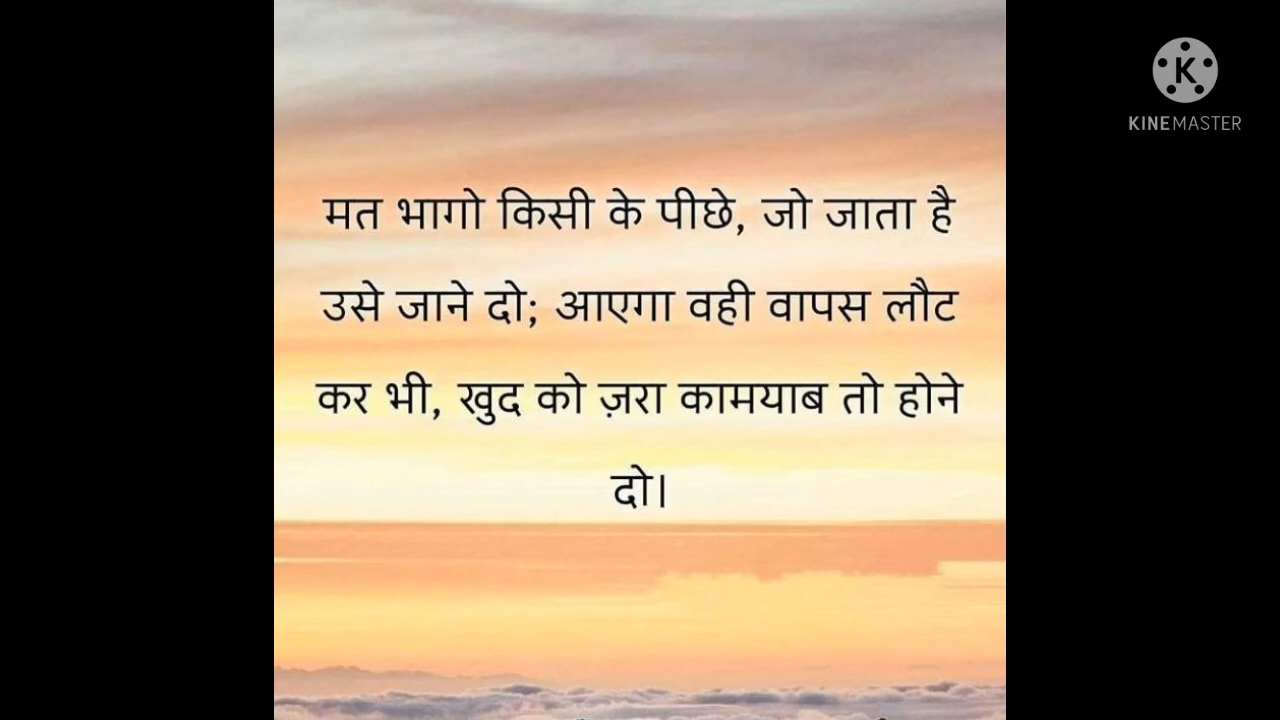 मत भागो किसी के पीछे, जो जाता है
उसे जाने दो; आएगा वही वापस लौट
कर भी, खुद को ज़रा कामयाब तो होने
दो।
K
KINEMASTER